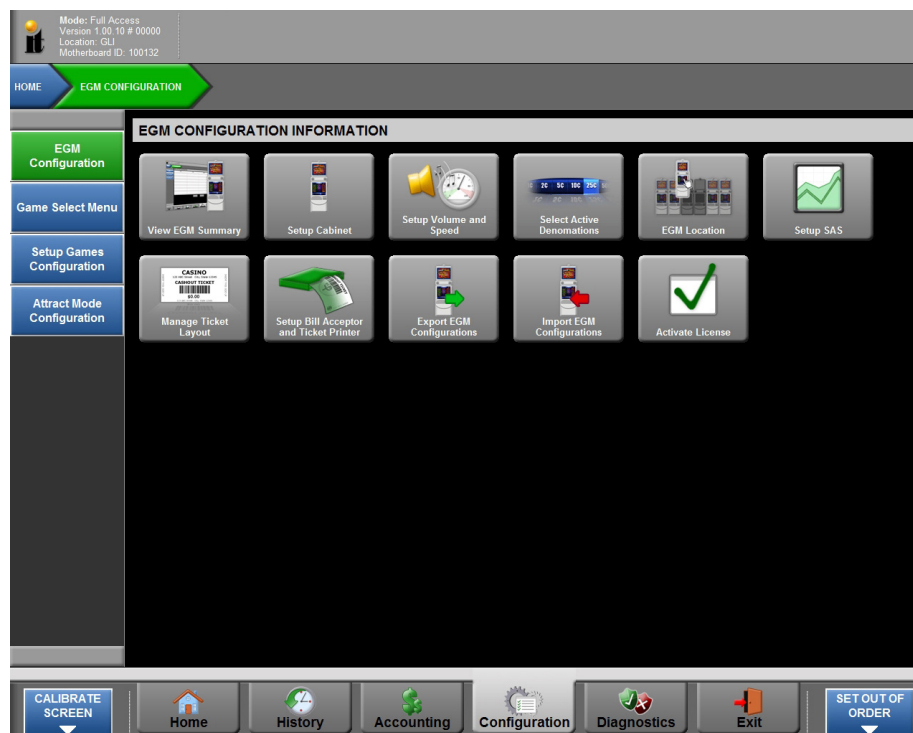 it
Mode: Full Access
Version 1.00.10 # 00000
Location: GLI
Motherboard ID: 100132
HOME
EGM CONFIGURATION
EGM CONFIGURATION INFORMATION
EGM
Configuration
Game Select Menu
Setup Games
Configuration
Attract Mode
Configuration
View EGM Summary
Setup Cabinet
Setup Volume and
Speed
2C 5C 10C 25C
Select Active
Denomations
EGM Location
Setup SAS
CASINO
CASHOUT TICKET
$0.00
Manage Ticket
Layout
Setup Bill Acceptor
and Ticket Printer
Export EGM
Configurations
Import EGM
Configurations
Activate License
CALIBRATE
SCREEN
Home
History
Accounting
Configuration
Diagnostics
Exit
SET OUT OF
ORDER